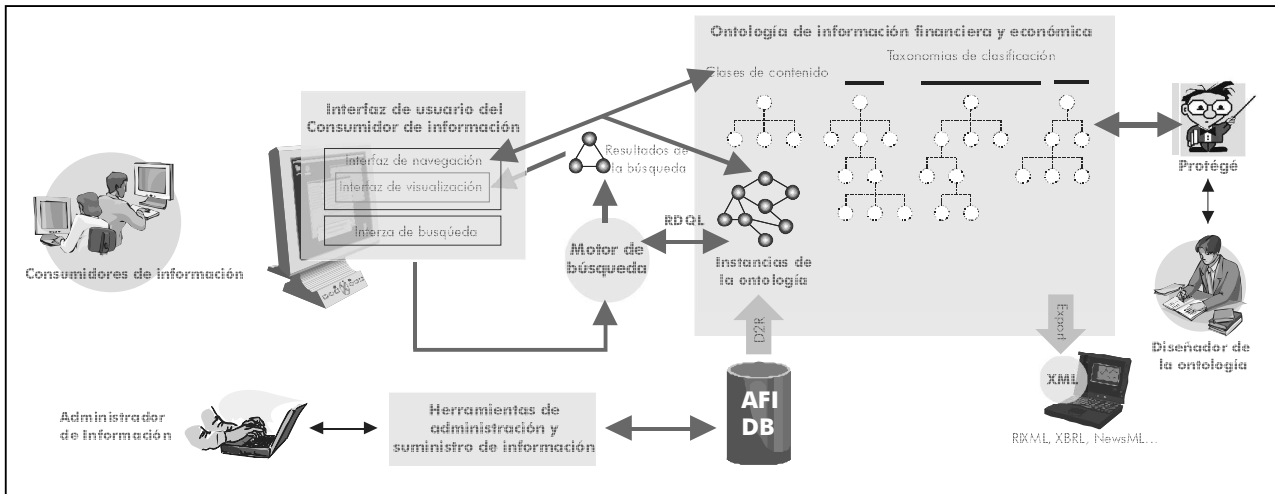 Ontología de información financiera y económica
Taxonomias de clasificación
Clases de contenido
Interfaz de usuario del
Consumidor de información
Interfaz de navegación
Interfaz de visualización
Interza de busqúeda
Resultados de
la búsqueda
Protégé
RDQL
Motor de
búsqueda
Instancias de
la ontología
Consumidores de información
D2R
Export
Diseñador de
la ontología
XML
AFI
DB
Administrador
de Información
Herramientas de
administración y
suministro de información
RIXML, XBRL, NewsML...